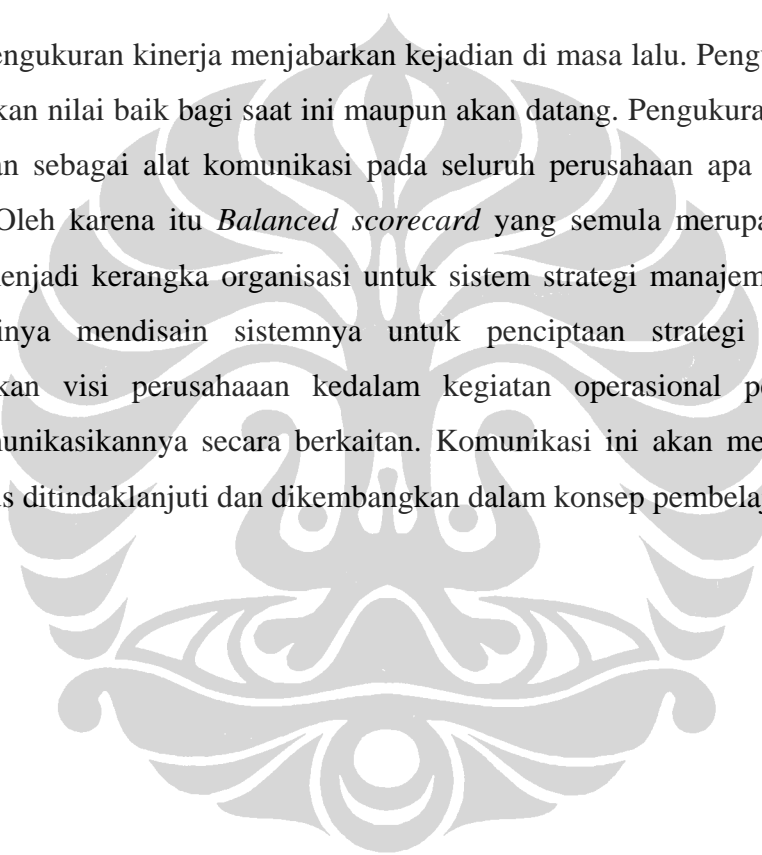 engukuran kinerja menjabarkan kejadian di masa lalu. Peng
kan nilai baik bagi saat ini maupun akan datang. Pengukura
an sebagai alat komunikasi pada seluruh perusahaan apa
Oleh karena itu Balanced scorecard yang semula merupa
enjadi kerangka organisasi untuk sistem strategi manajem
inya mendisain sistemnya untuk penciptaan strategi
kan visi perusahaaan kedalam kegiatan operasional pe
unikasikannya secara berkaitan. Komunikasi ini akan me
s ditindaklanjuti dan dikembangkan dalam konsep pembelaj